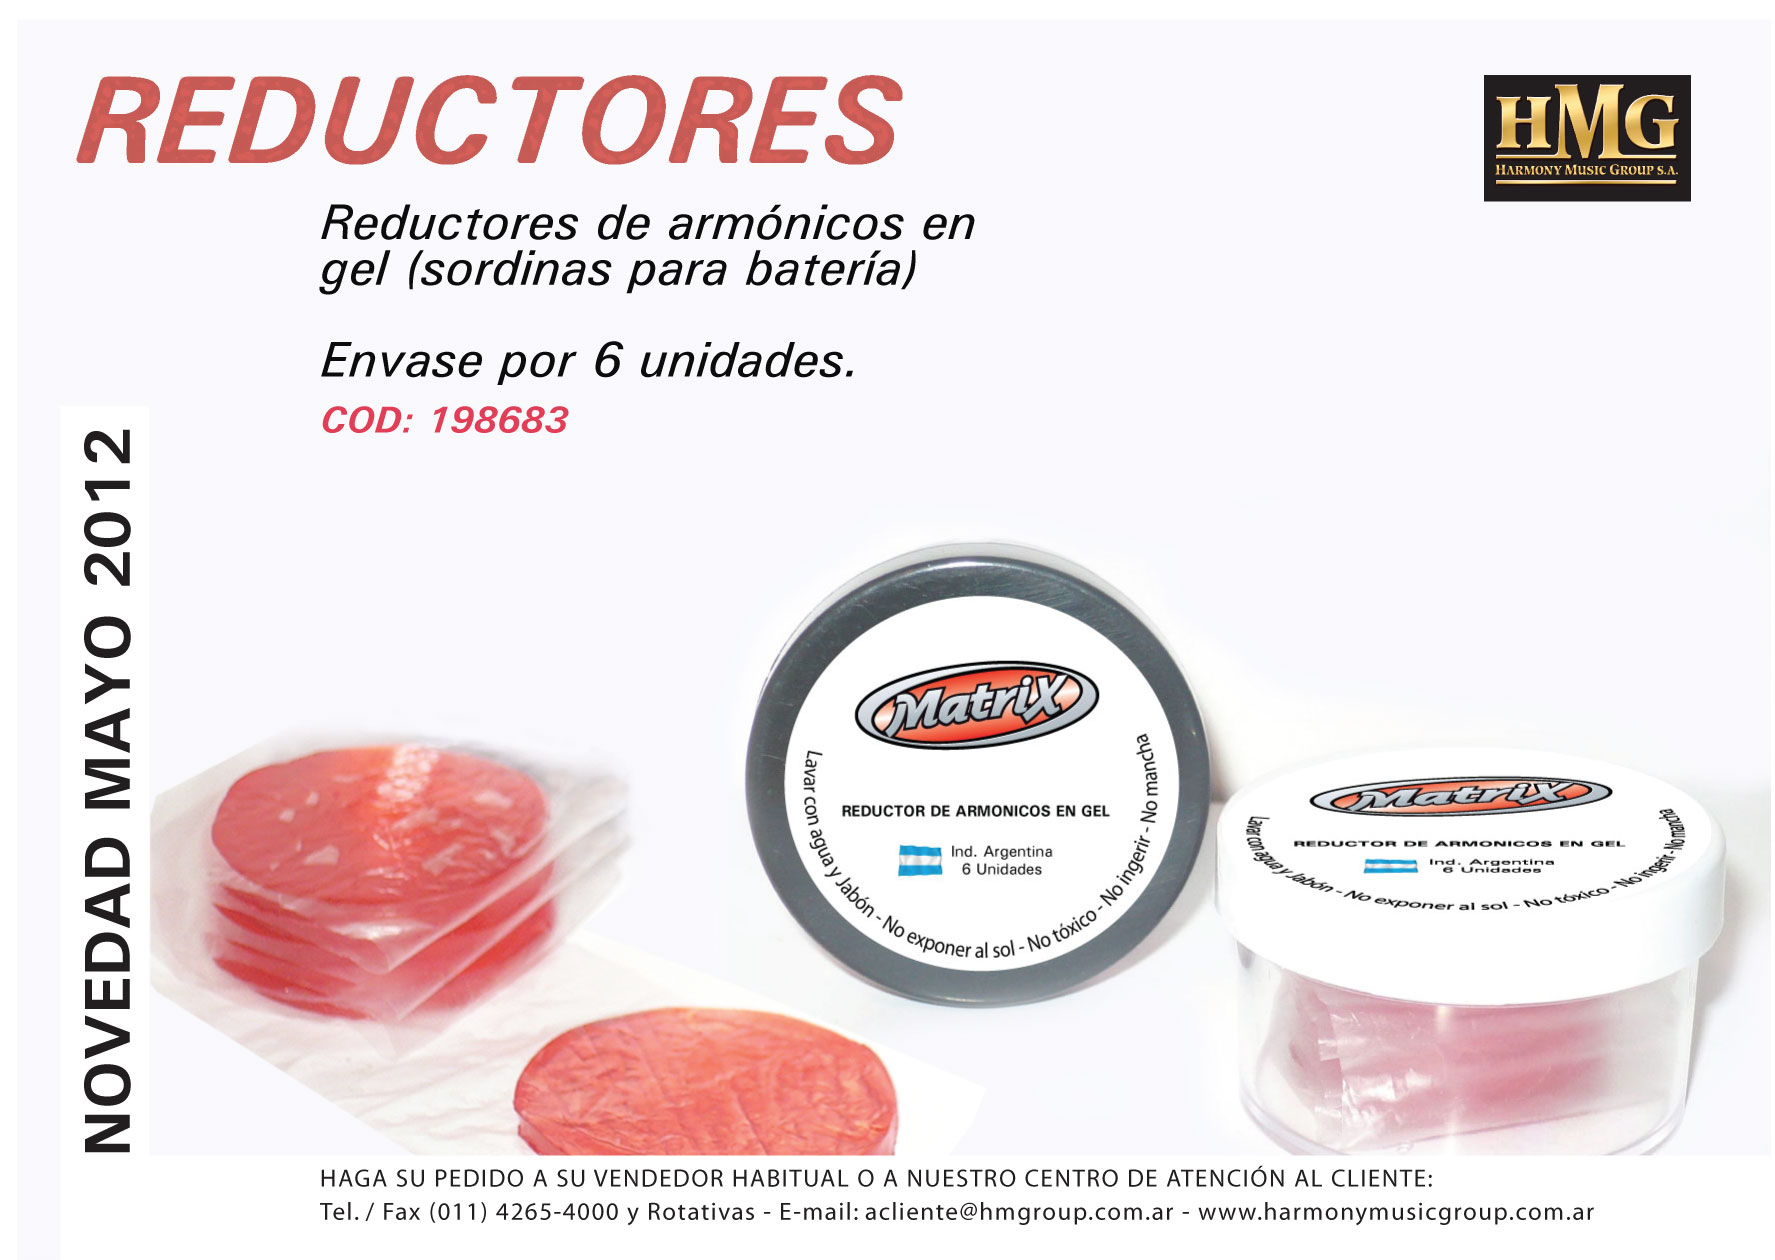 REDUCTORES
HMG
HARMONY MUSIC GROUP S.A.
Reductores de armónicos en
gel (sordinas para batería)
Envase por 6 unidades.
COD: 198683
NOVEDAD MAYO 2012
Matrix
REDUCTOR DE ARMONICOS EN GEL
Ind. Argentina
6 Unidades
Lavar con agua y Jabón - No exponer al sol - No tóxico - No ingerir - No mancha
Matrix
REDUCTOR DE ARMONICOS EN GEL
Ind. Argentina
6 Unidades
Lavar con agua y Jabón - No exponer al sol - No tóxico - No ingerir - No mancha
HAGA SU PEDIDO A SU VENDEDOR HABITUAL O A NUESTRO CENTRO DE ATENCIÓN AL CLIENTE:
Tel. / Fax (011) 4265-4000 y Rotativas - E-mail: acliente@hmgroup.com.ar - www.harmonymusicgroup.com.ar